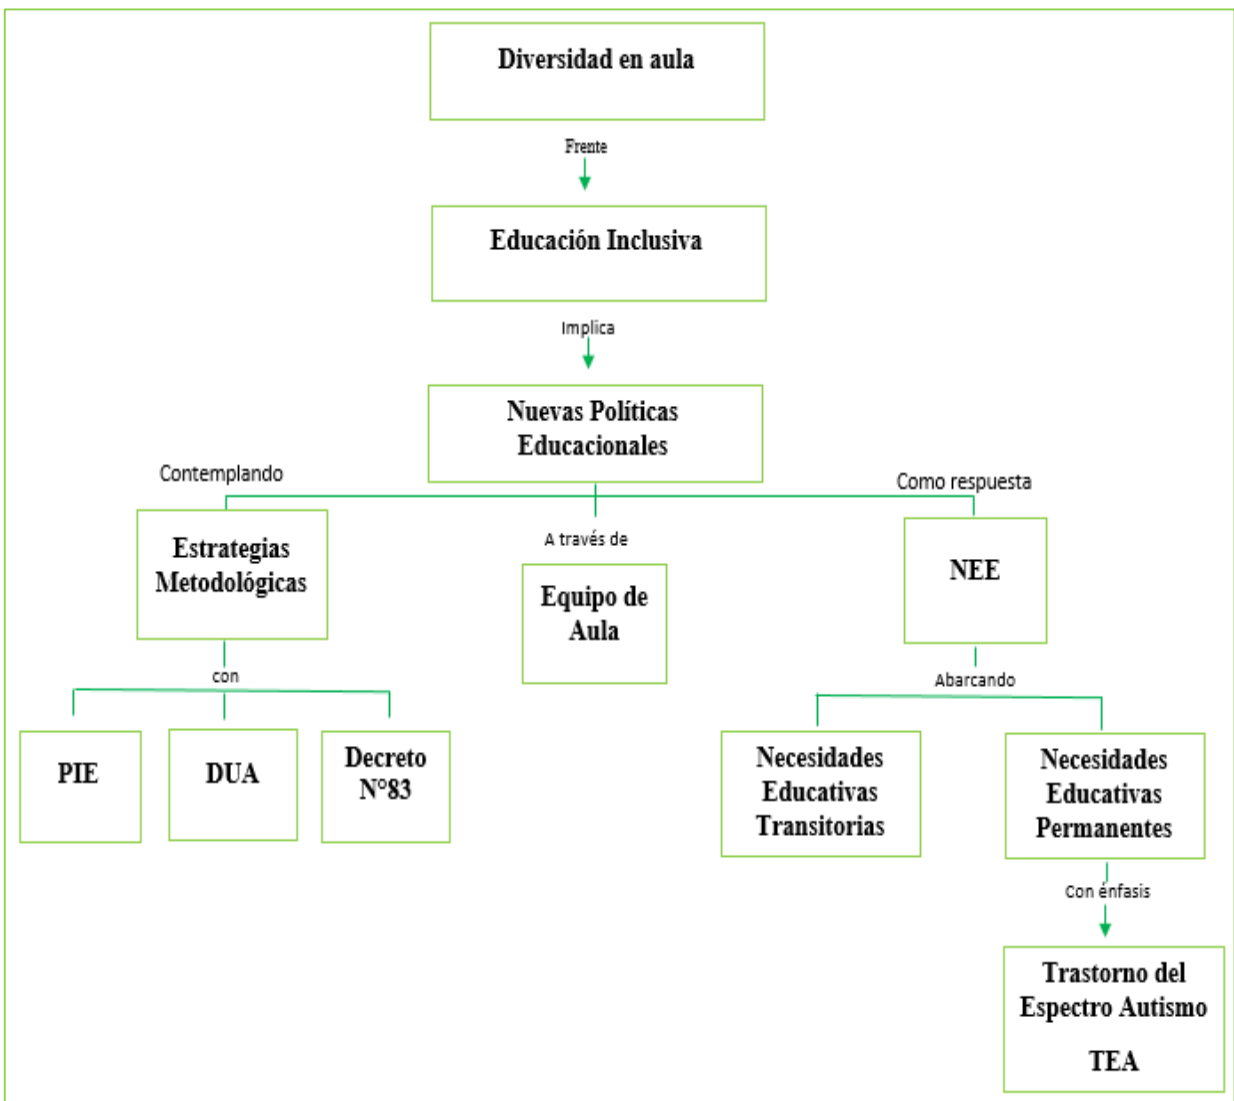 Diversidad en aula
Frente
Educación Inclusiva
Implica
Nuevas Políticas
Educacionales
Contemplando
Como respuesta
Estrategias
Metodológicas
A través de
Equipo de
Aula
NEE
con
Abarcando
PIE
DUA
Decreto
N°83
Necesidades
Educativas
Transitorias
Necesidades
Educativas
Permanentes
Con énfasis
Trastorno del
Espectro Autismo
TEA